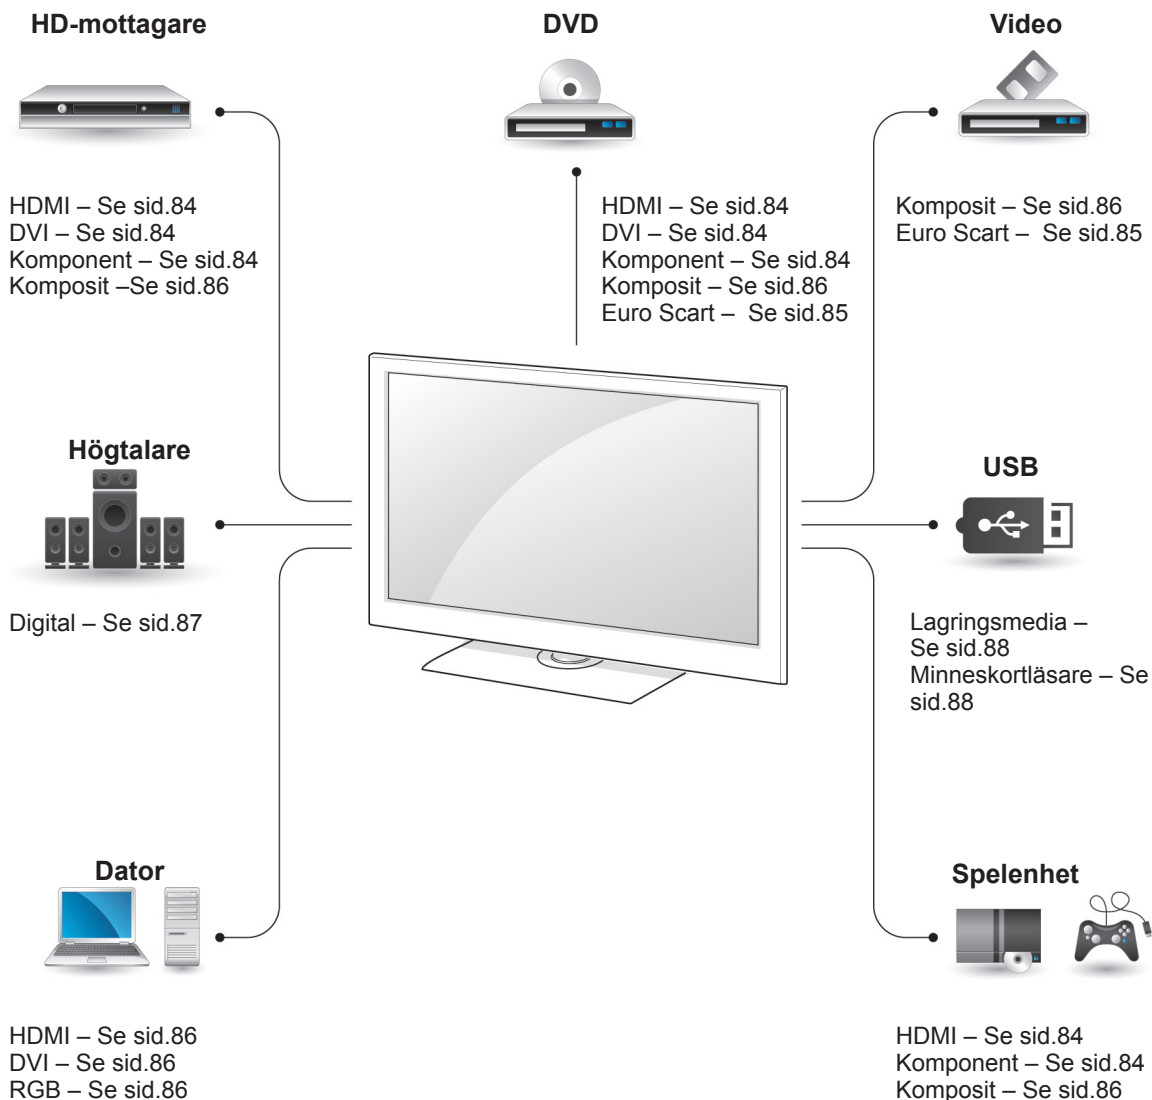 HD-mottagare
HDMI – Se sid.84
DVI – Se sid.84
Komponent – Se sid.84
Komposit –Se sid.86
DVD
HDMI – Se sid.84
DVI – Se sid.84
Komponent – Se sid.84
Komposit – Se sid.86
Euro Scart –  Se sid.85
Video
Komposit – Se sid.86
Euro Scart –  Se sid.85
Högtalare
Digital – Se sid.87
USB
Lagringsmedia –
Se sid.88
Minneskortläsare – Se
sid.88
Dator
HDMI – Se sid.86
DVI – Se sid.86
RGB – Se sid.86
Spelenhet
HDMI – Se sid.84
Komponent – Se sid.84
Komposit – Se sid.86